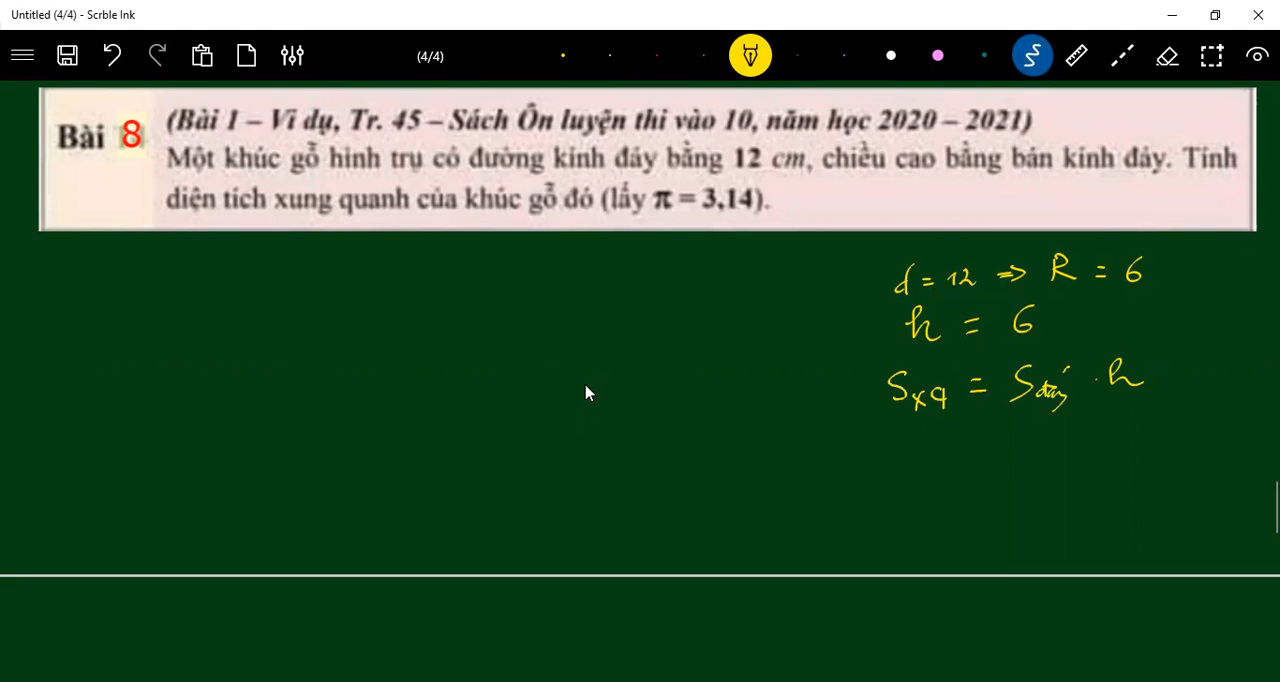 Untitled (4/4) - Scrble Ink
(4/4)
Bài 8
(Bài 1 – Ví dụ, Tr. 45 – Sách Ôn luyện thi vào 10, năm học 2020 – 2021)
Một khúc gỗ hình trụ có đường kính đáy bằng 12 cm, chiều cao bằng bán kính đáy. Tính
diện tích xung quanh của khúc gỗ đó (lấy π = 3,14).
d = 12 => R = 6
h = 6
Sxq = Sđáy . h